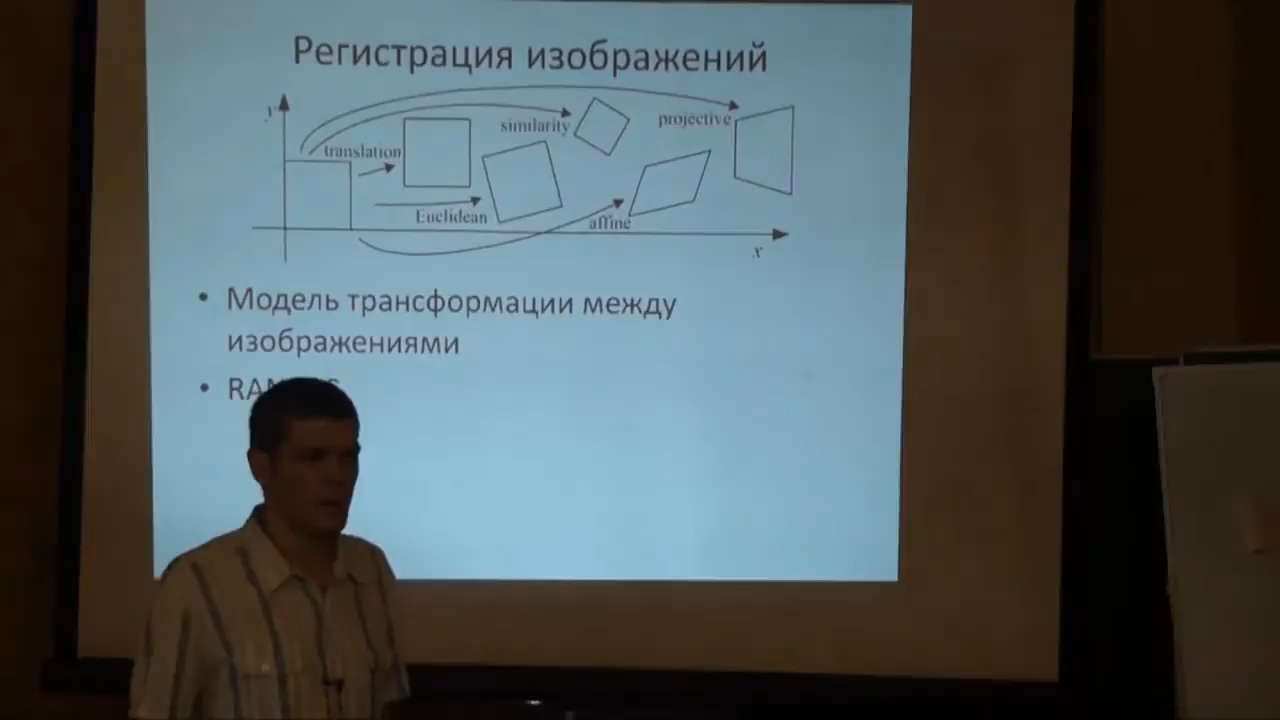 Регистрация изображений
y
similarity
projective
translation
Euclidean
affine
x
• Модель трансформации между
изображениями